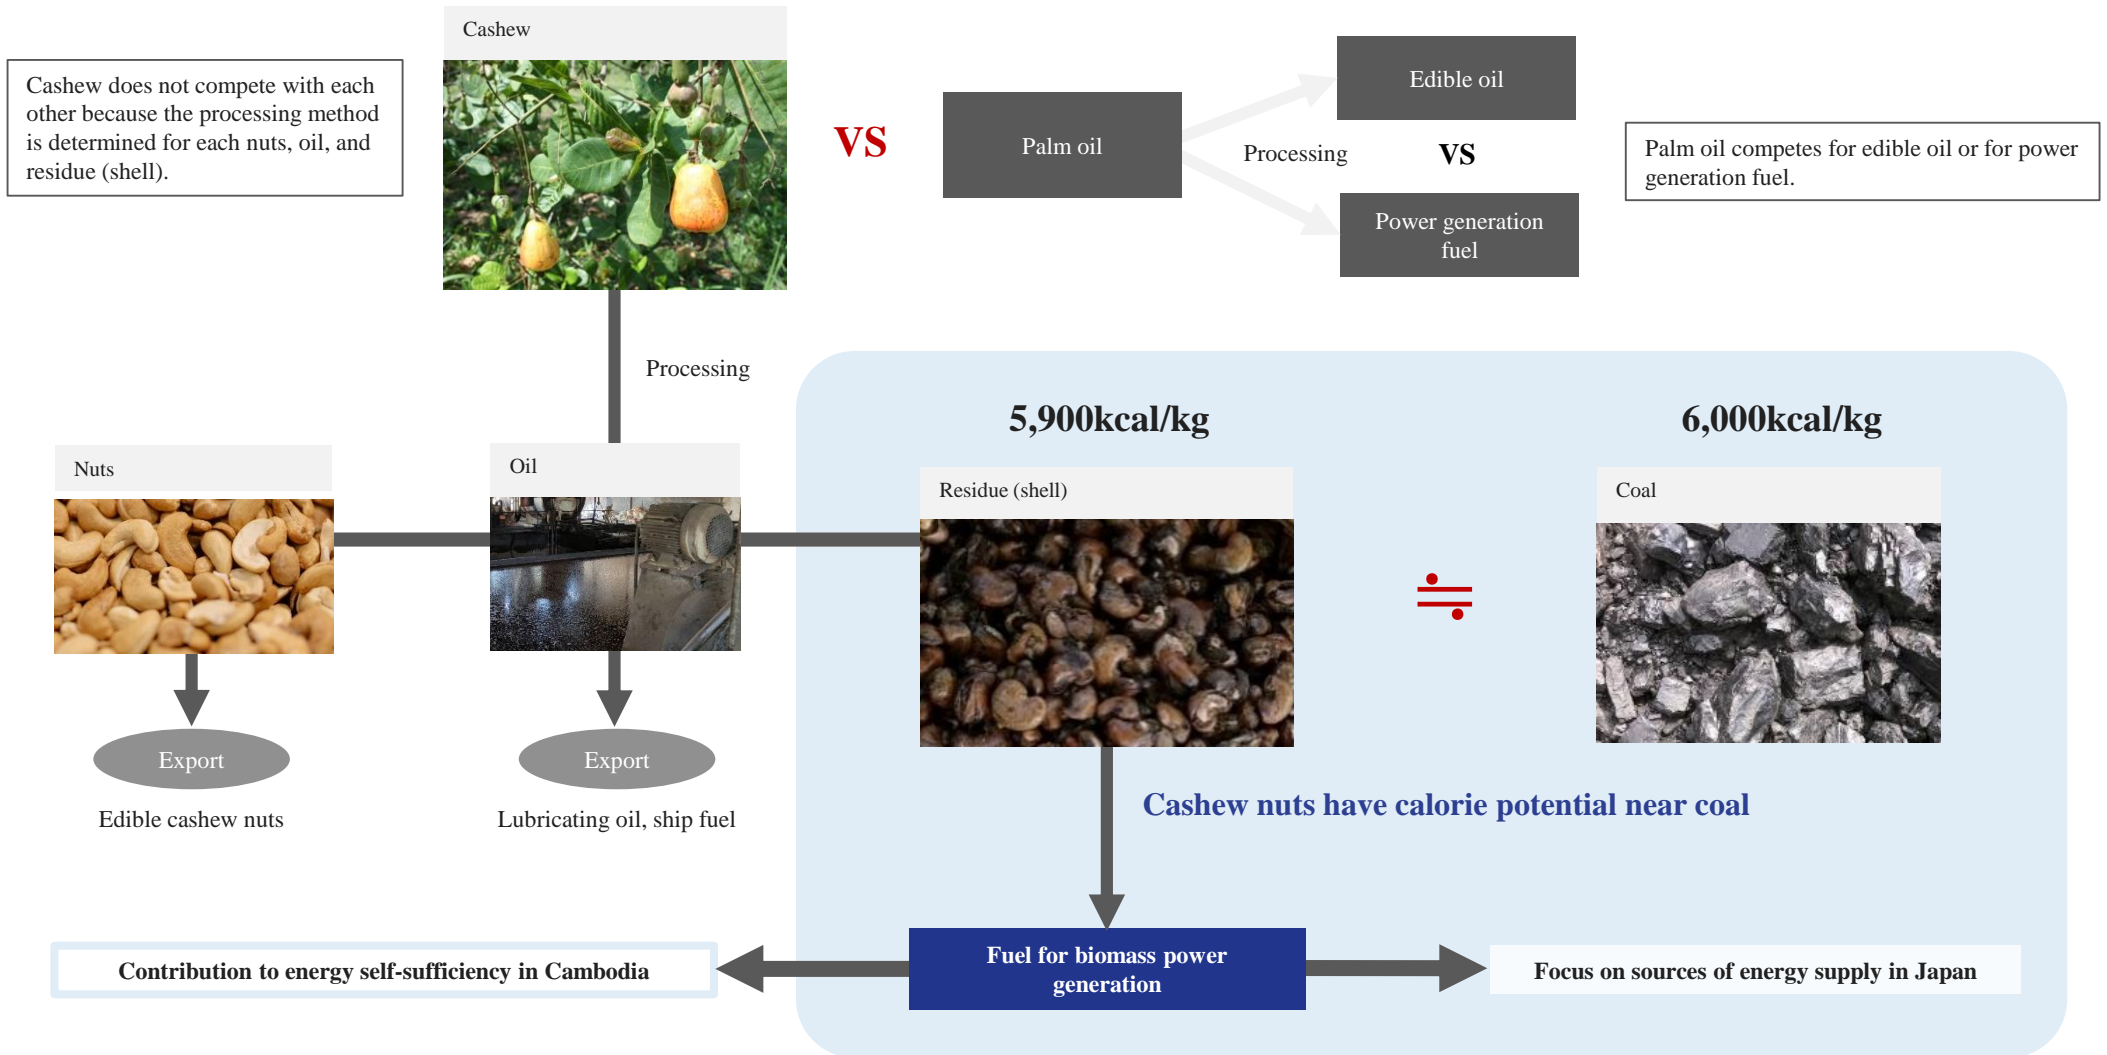 Cashew
Cashew does not compete with each
other because the processing method
is determined for each nuts, oil, and
residue (shell).
VS
Palm oil
Processing
Edible oil
VS
Power generation
fuel
Palm oil competes for edible oil or for power
generation fuel.
Processing
5,900kcal/kg
6,000kcal/kg
Nuts
Oil
Residue (shell)
Coal
≒
Export
Export
Edible cashew nuts
Lubricating oil, ship fuel
Cashew nuts have calorie potential near coal
Contribution to energy self-sufficiency in Cambodia
Fuel for biomass power
generation
Focus on sources of energy supply in Japan